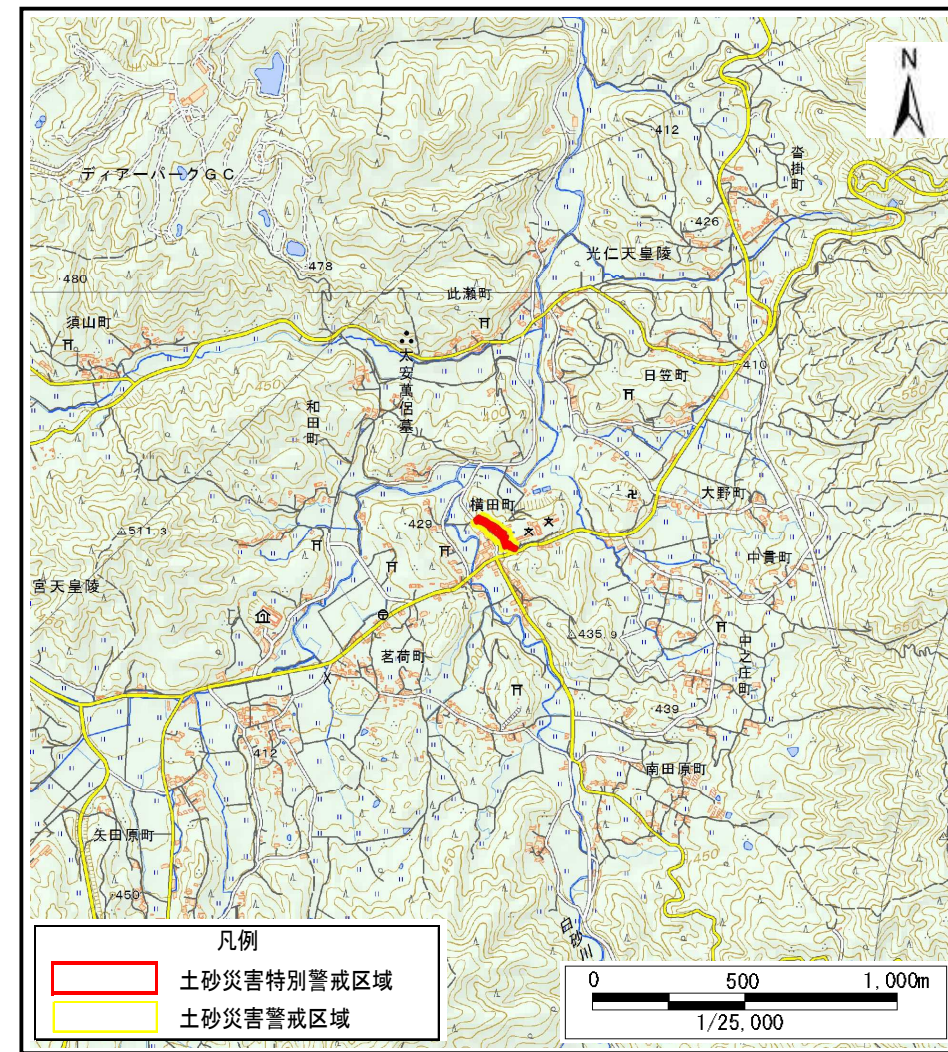 N
412
沓掛町
ディアーパークGC
426
光仁天皇陵
478
480
此瀬町
須山町
太安萬侶墓
410
日笠町
和田町
大野町
横田町
429
511.3
中貫町
宮天皇陵
435.9
中之庄町
茗荷町
439
412
南田原町
矢田原町
450
450
白砂川
凡例
土砂災害特別警戒区域
土砂災害警戒区域
0 500 1,000m
1/25,000